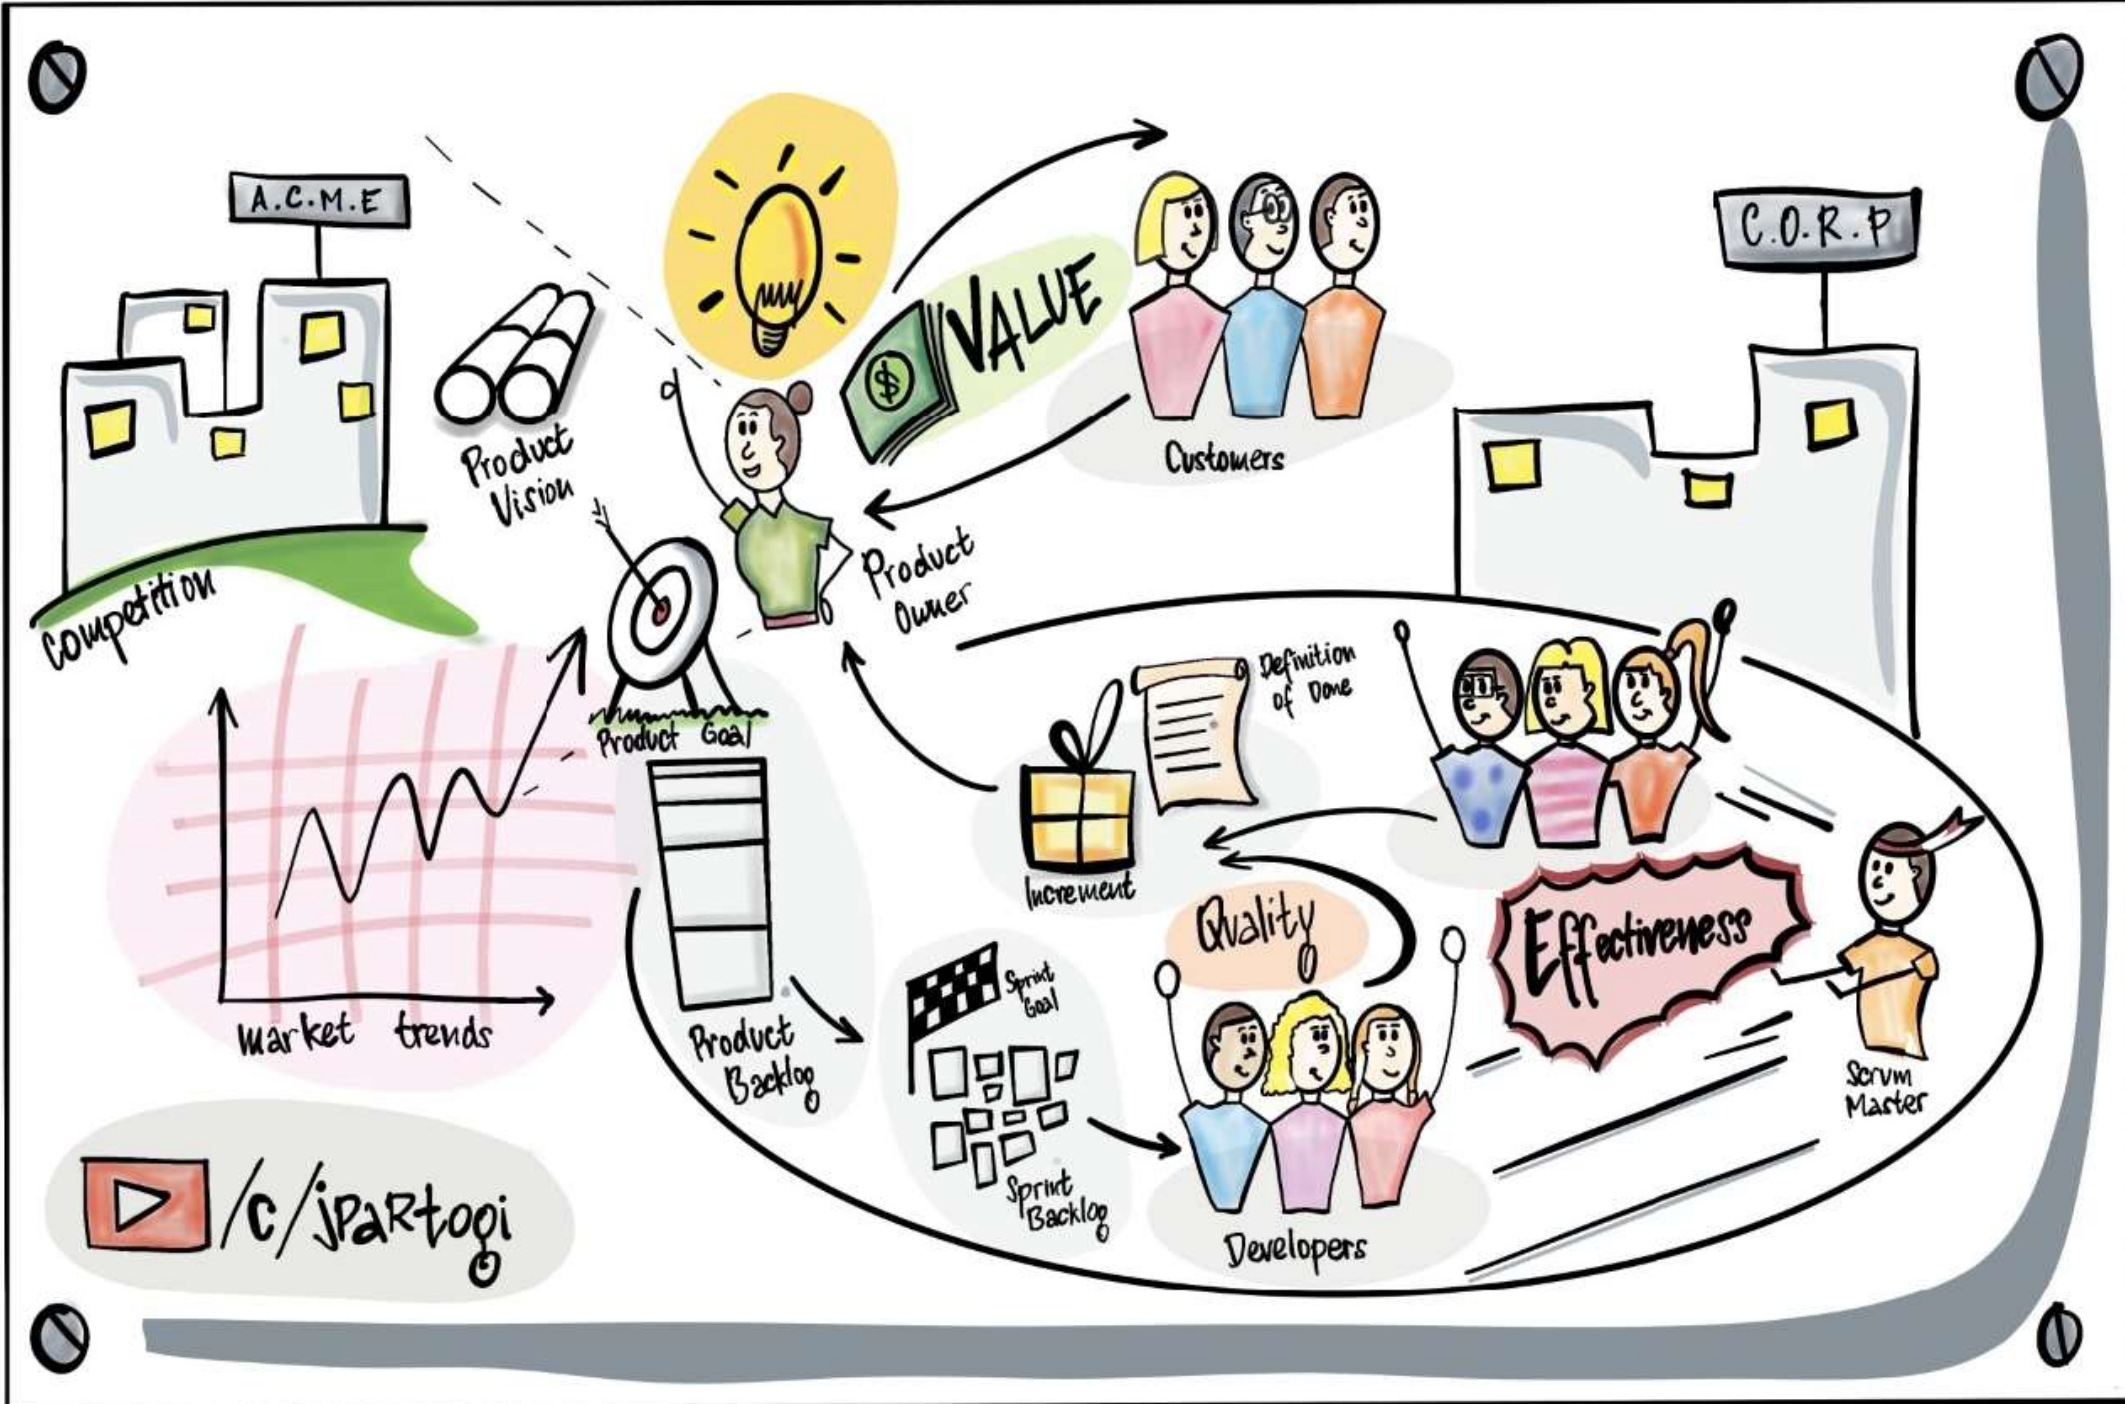 A.C.M.E
VALUE
$
Customers
C.O.R.P
Product
Vision
Product
Owner
Competition
Product Goal
Definition
of Done
Increment
market trends
Product
Backlog
Quality
Effectiveness
Sprint
Goal
Sprint
Backlog
Developers
Scrum
Master
/c/jPaRtogi